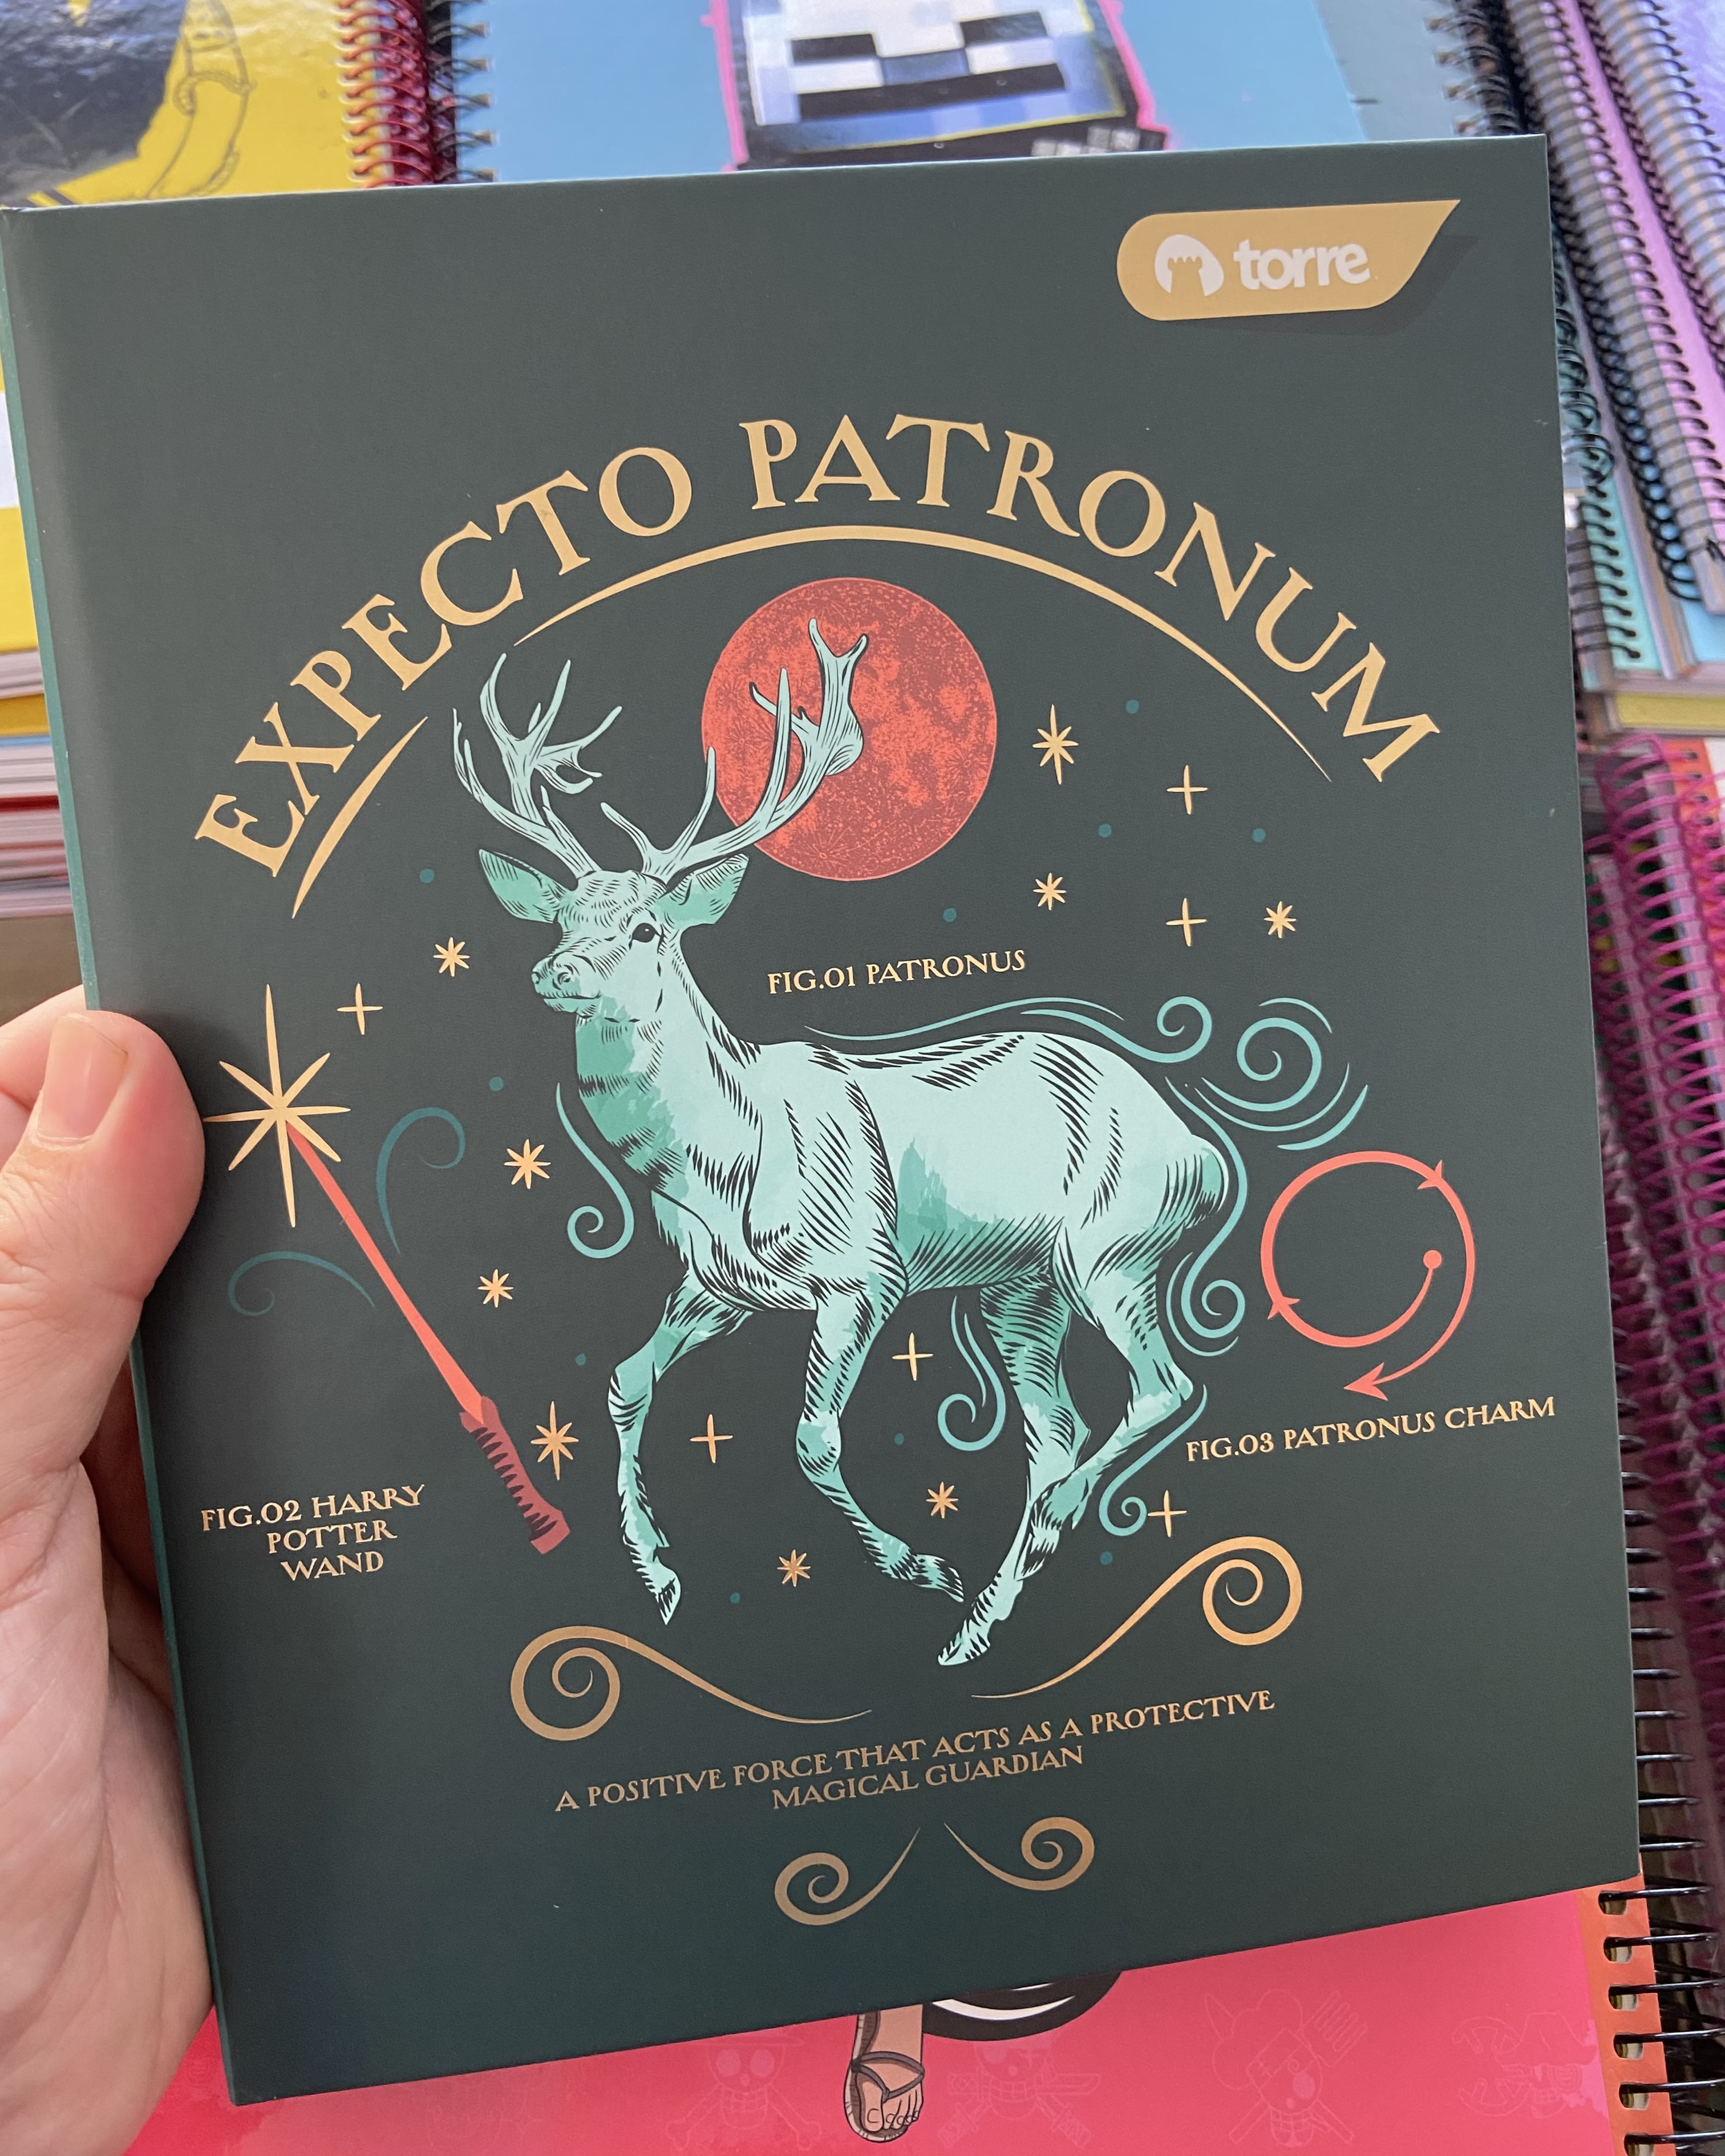 torre
EXPECTO PATRONUM
FIG.01 PATRONUS
FIG.03 PATRONUS CHARM
FIG.02 HARRY
POTTER
WAND
A POSITIVE FORCE THAT ACTS AS A PROTECTIVE
MAGICAL GUARDIAN